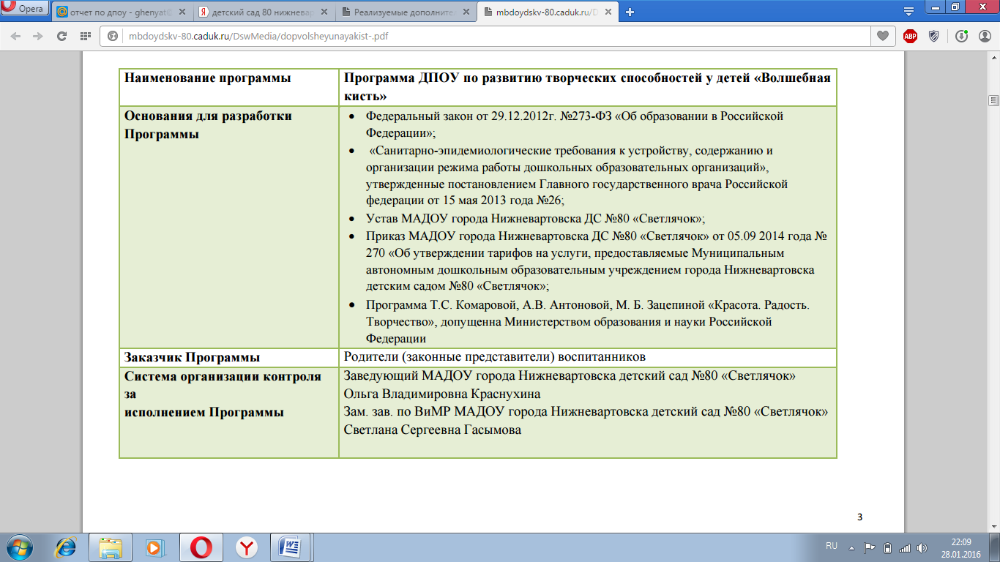 Opera
отчет по дпоу - ghenyat@
детский сад 80 нижневар
Реализуемые дополнител
mbdoydskv-80.caduk.ru/D
mbdoydskv-80.caduk.ru/DswMedia/dopvolsheyunayakist-.pdf
ABP
Наименование программы
Программа ДПОУ по развитию творческих способностей у детей «Волшебная
кисть»
Основания для разработки
Программы
• Федеральный закон от 29.12.2012г. №273-ФЗ «Об образовании в Российской
Федерации»;
• «Санитарно-эпидемиологические требования к устройству, содержанию и
организации режима работы дошкольных образовательных организаций»,
утвержденные постановлением Главного государственного врача Российской
федерации от 15 мая 2013 года №26;
• Устав МАДОУ города Нижневартовска ДС №80 «Светлячок»;
• Приказ МАДОУ города Нижневартовска ДС №80 «Светлячок» от 05.09 2014 года №
270 «Об утверждении тарифов на услуги, предоставляемые Муниципальным
автономным дошкольным образовательным учреждением города Нижневартовска
детским садом №80 «Светлячок»;
• Программа Т.С. Комаровой, А.В. Антоновой, М. Б. Зацепиной «Красота. Радость.
Творчество», допущенна Министерством образования и науки Российской
Федерации
Заказчик Программы
Родители (законные представители) воспитанников
Система организации контроля
за
исполнением Программы
Заведующий МАДОУ города Нижневартовска детский сад №80 «Светлячок»
Ольга Владимировна Краснухина
Зам. зав. по ВиМР МАДОУ города Нижневартовска детский сад №80 «Светлячок»
Светлана Сергеевна Гасымова
3
RU
22:09
28.01.2016